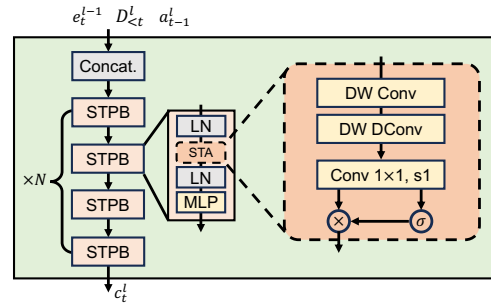 e_t^{l-1} D_{<t}^l a_{t-1}^l
Concat.
STPB
STPB
STPB
STPB
×N
c_t^l
LN
STA
LN
MLP
DW Conv
DW DConv
Conv 1×1, s1
× σ